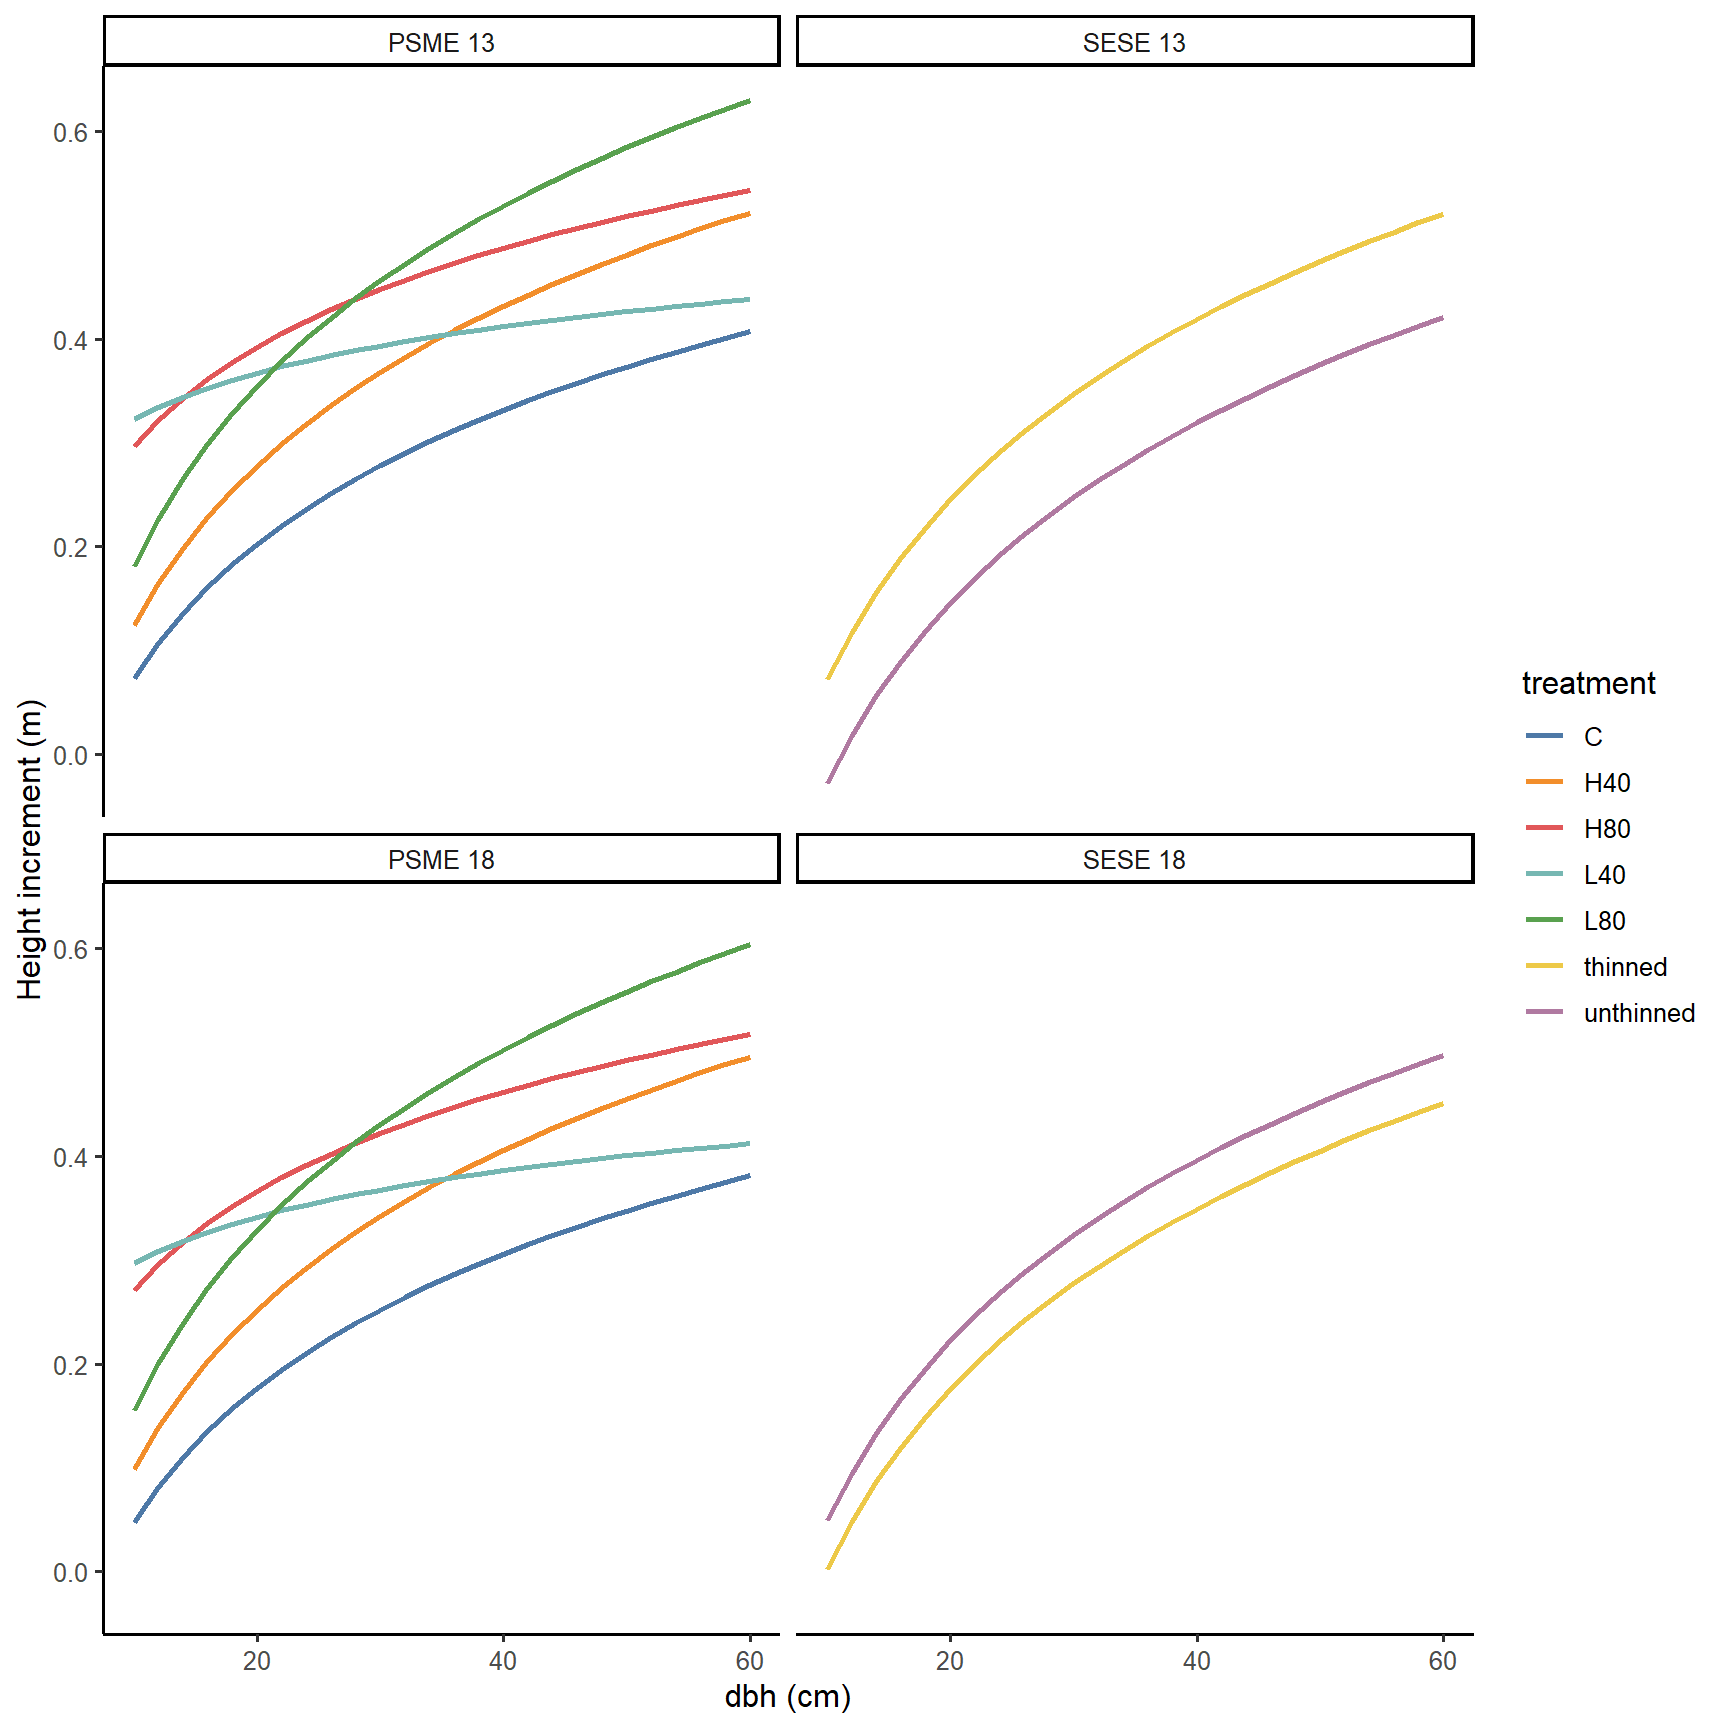 PSME 13
SESE 13
0.6
0.4
0.2
0.0
PSME 18
SESE 18
0.6
0.4
0.2
0.0
20
40
60
20
40
60
dbh (cm)
Height increment (m)
treatment
C
H40
H80
L40
L80
thinned
unthinned